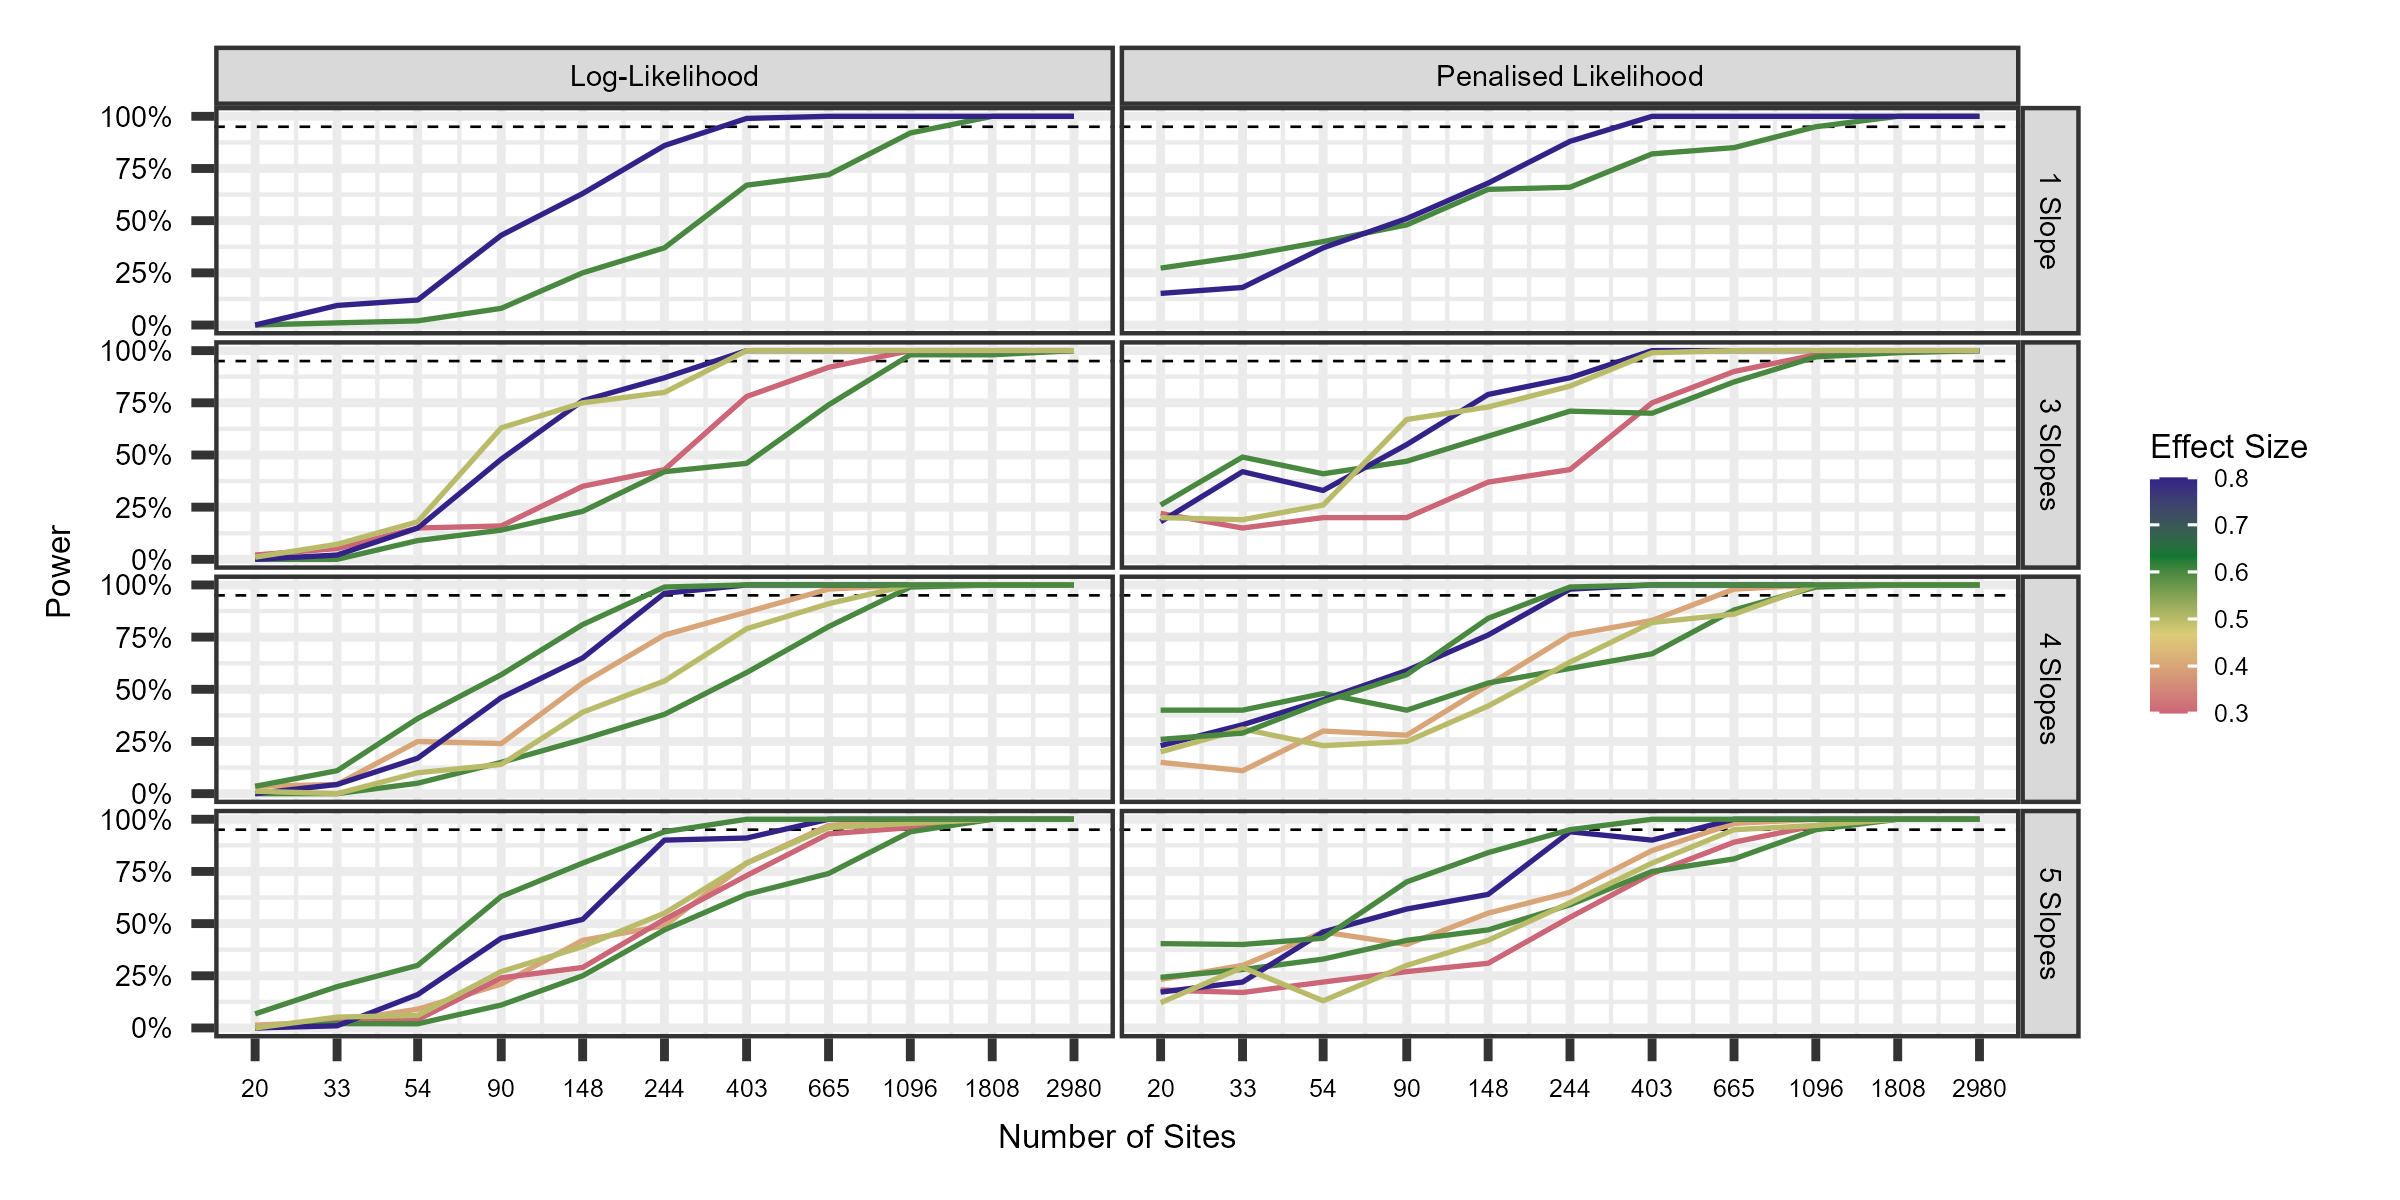 Log-Likelihood
Penalised Likelihood
100%
75%
50%
25%
0%
1 Slope
100%
75%
50%
25%
0%
3 Slopes
100%
75%
50%
25%
0%
4 Slopes
100%
75%
50%
25%
0%
5 Slopes
Power
20 33 54 90 148 244 403 665 1096 1808 2980
20 33 54 90 148 244 403 665 1096 1808 2980
Number of Sites
Effect Size
0.8
0.7
0.6
0.5
0.4
0.3